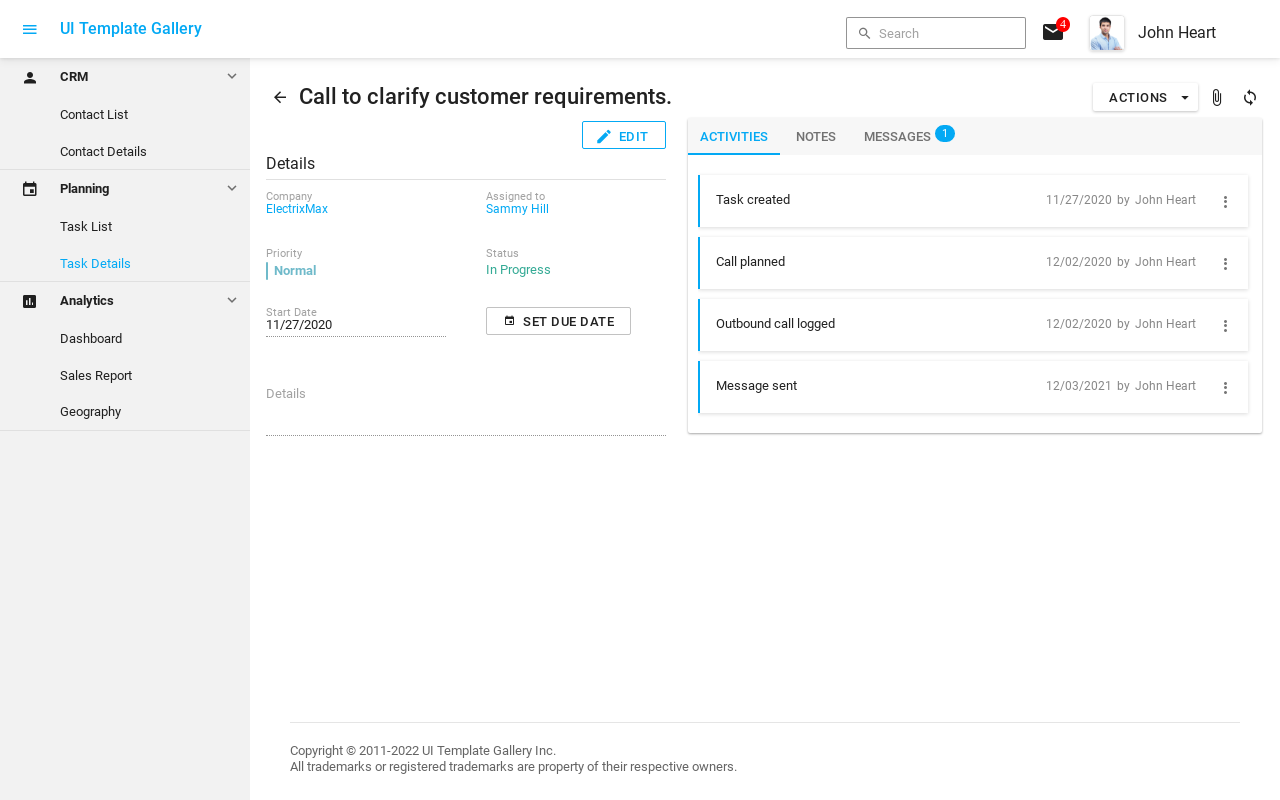 UI Template Gallery
Search
4
John Heart
CRM
Contact List
Contact Details
Planning
Task List
Task Details
Analytics
Dashboard
Sales Report
Geography
Call to clarify customer requirements.
ACTIONS
EDIT
Details
Company
ElectrixMax
Assigned to
Sammy Hill
Priority
Normal
Status
In Progress
Start Date
11/27/2020
SET DUE DATE
Details
ACTIVITIES
NOTES
MESSAGES 1
Task created 11/27/2020 by John Heart
Call planned 12/02/2020 by John Heart
Outbound call logged 12/02/2020 by John Heart
Message sent 12/03/2021 by John Heart
Copyright © 2011-2022 UI Template Gallery Inc.
All trademarks or registered trademarks are property of their respective owners.